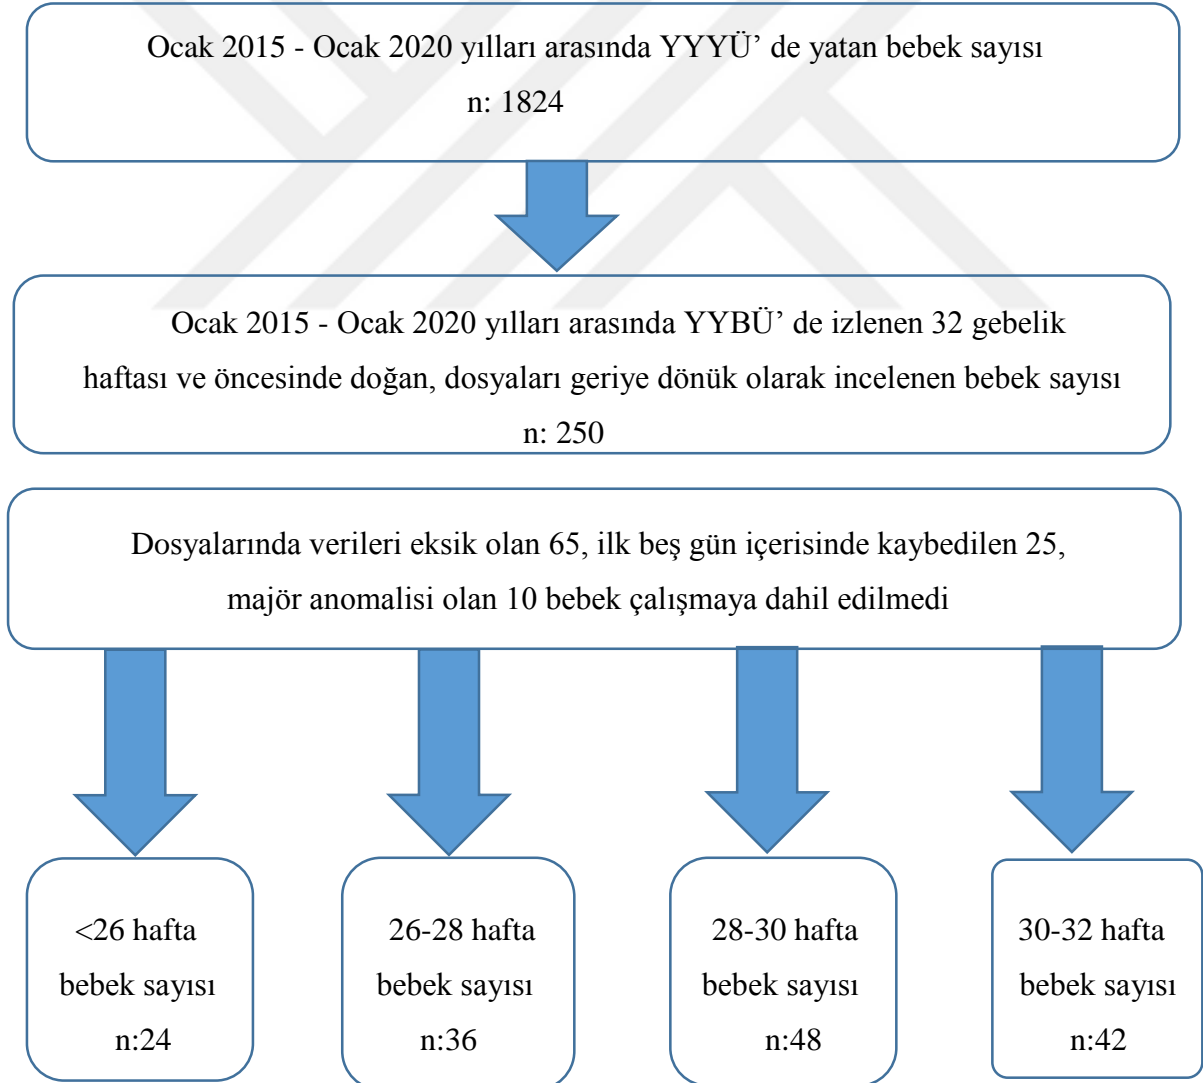 Ocak 2015 - Ocak 2020 yılları arasında YYYÜ’ de yatan bebek sayısı
n: 1824
Ocak 2015 - Ocak 2020 yılları arasında YYBÜ’ de izlenen 32 gebelik
haftası ve öncesinde doğan, dosyaları geriye dönük olarak incelenen bebek sayısı
n: 250
Dosyalarında verileri eksik olan 65, ilk beş gün içerisinde kaybedilen 25,
majör anomalisi olan 10 bebek çalışmaya dahil edilmedi
<26 hafta
bebek sayısı
n:24
26-28 hafta
bebek sayısı
n:36
28-30 hafta
bebek sayısı
n:48
30-32 hafta
bebek sayısı
n:42